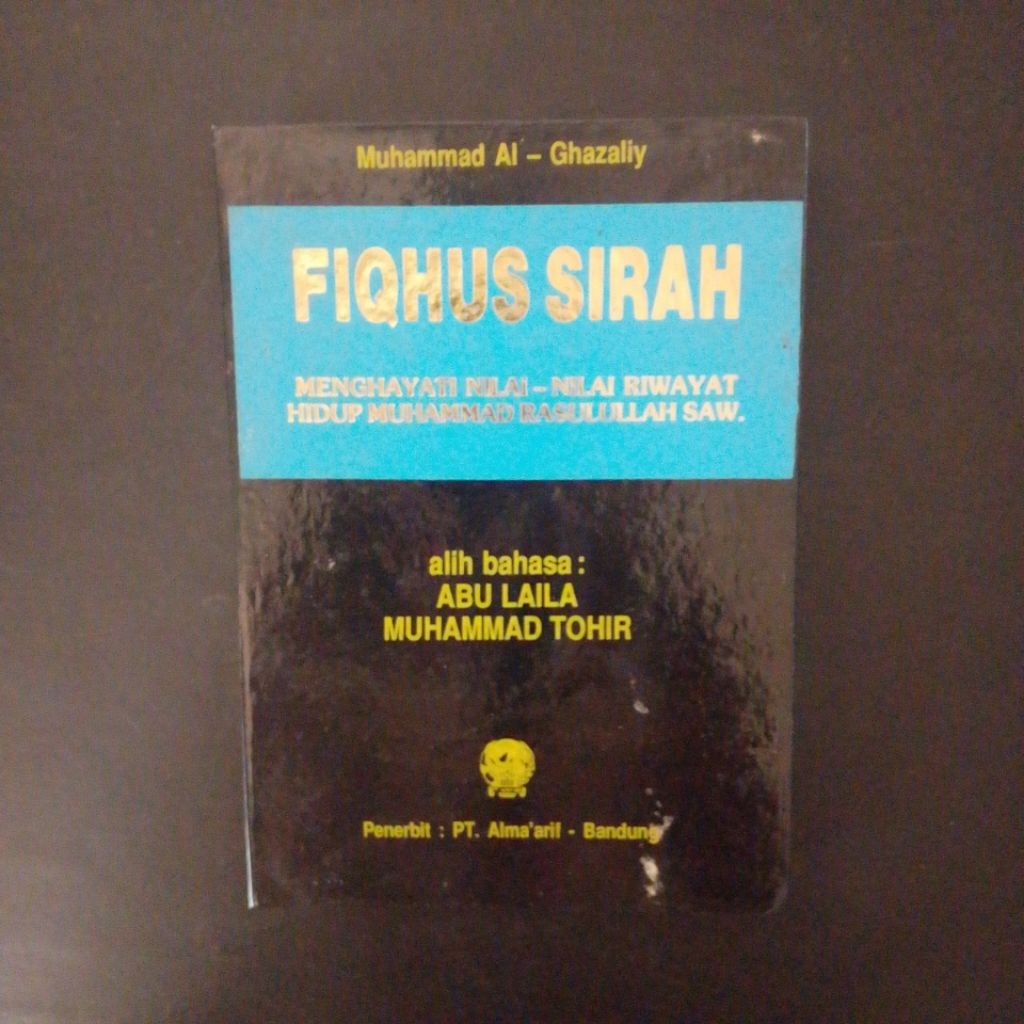 Muhammad Al - Ghazaliy
FIQHUS SIRAH
MENGHAYATI NILAI - NILAI RIWAYAT
HIDUP MUHAMMAD RASULULLAH SAW.
alih bahasa :
ABU LAILA
MUHAMMAD TOHIR
Penerbit : PT. Alma'arif - Bandung